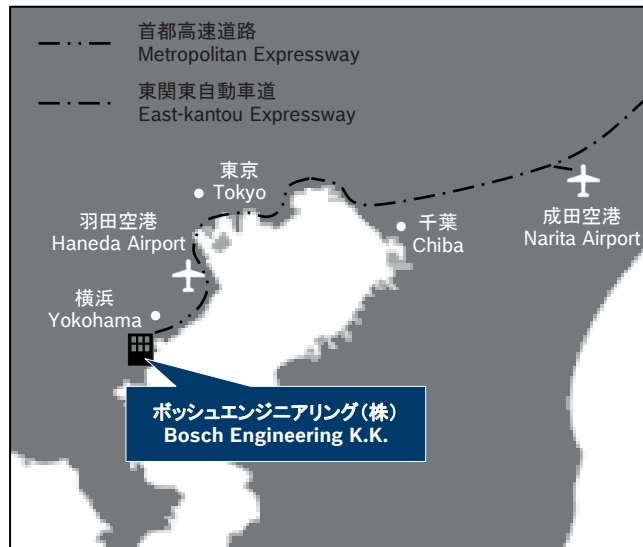 首都高速道路
Metropolitan Expressway
東関東自動車道
East-kantou Expressway
東京
Tokyo
羽田空港
Haneda Airport
千葉
Chiba
成田空港
Narita Airport
横浜
Yokohama
ボッシュエンジニアリング(株)
Bosch Engineering K.K.